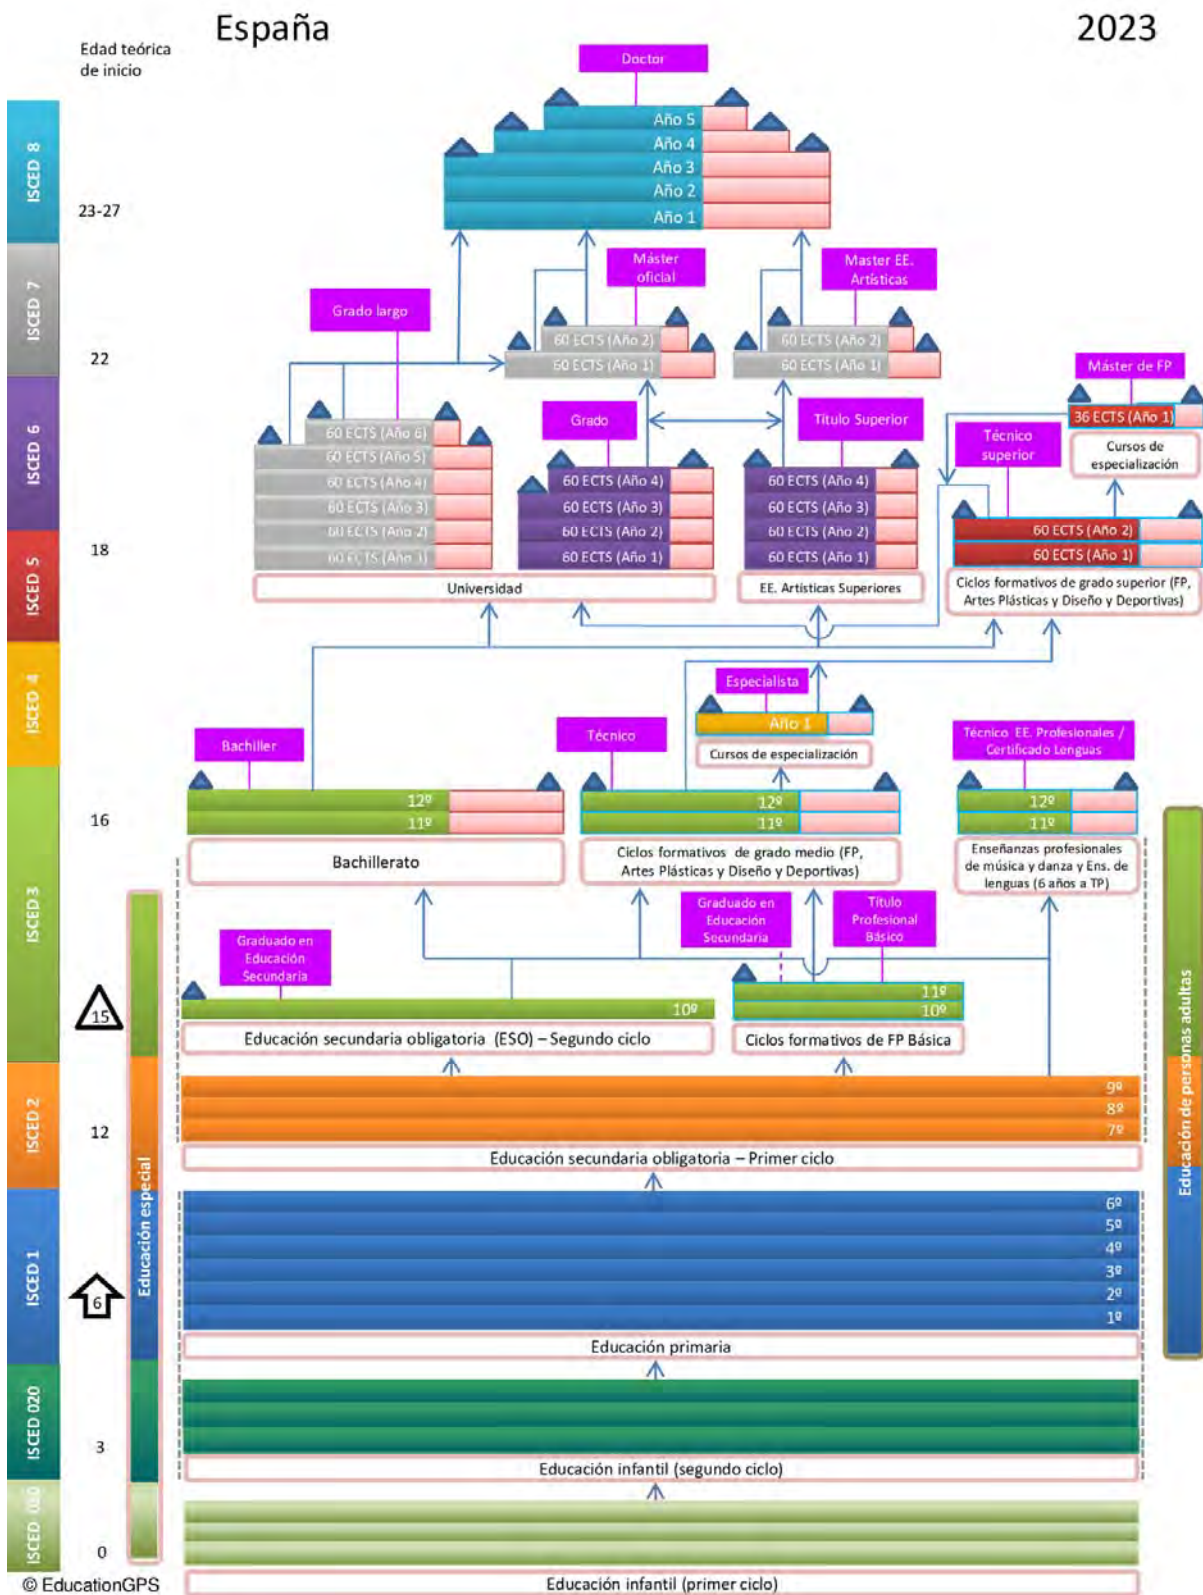 España
2023
Edad teórica
de inicio
Doctor
ISCED 8
Año 5
Año 4
Año 3
Año 2
Año 1
23-27
ISCED 7
Máster
oficial
Master EE.
Artísticas
Grado largo
60 ECTS (Año 2)
60 ECTS (Año 1)
60 ECTS (Año 2)
60 ECTS (Año 1)
22
Máster de FP
36 ECTS (Año 1)
Cursos de
especialización
ISCED 6
Grado
Título Superior
Técnico
superior
60 ECTS (Año 6)
60 ECTS (Año 5)
60 ECTS (Año 4)
60 ECTS (Año 3)
60 ECTS (Año 2)
60 ECTS (Año 1)
60 ECTS (Año 4)
60 ECTS (Año 3)
60 ECTS (Año 2)
60 ECTS (Año 1)
60 ECTS (Año 4)
60 ECTS (Año 3)
60 ECTS (Año 2)
60 ECTS (Año 1)
60 ECTS (Año 2)
60 ECTS (Año 1)
18
ISCED 5
Universidad
EE. Artísticas Superiores
Ciclos formativos de grado superior (FP,
Artes Plásticas y Diseño y Deportivas)
ISCED 4
Especialista
Año 1
Cursos de especialización
Bachiller
Técnico
Técnico EE. Profesionales /
Certificado Lenguas
12º
11º
12º
11º
12º
11º
16
Bachillerato
Ciclos formativos de grado medio (FP,
Artes Plásticas y Diseño y Deportivas)
Enseñanzas profesionales
de música y danza y Ens. de
lenguas (6 años a TP)
ISCED 3
Graduado en
Educación
Secundaria
Graduado en
Educación
Secundaria
Título
Profesional
Básico
10º
11º
10º
15
Educación secundaria obligatoria (ESO) – Segundo ciclo
Ciclos formativos de FP Básica
ISCED 2
9º
8º
7º
12
Educación secundaria obligatoria – Primer ciclo
Educación de personas adultas
Educación especial
ISCED 1
6º
5º
4º
3º
2º
1º
6
Educación primaria
ISCED 020
3
Educación infantil (segundo ciclo)
ISCED 010
0
Educación infantil (primer ciclo)
© EducationGPS